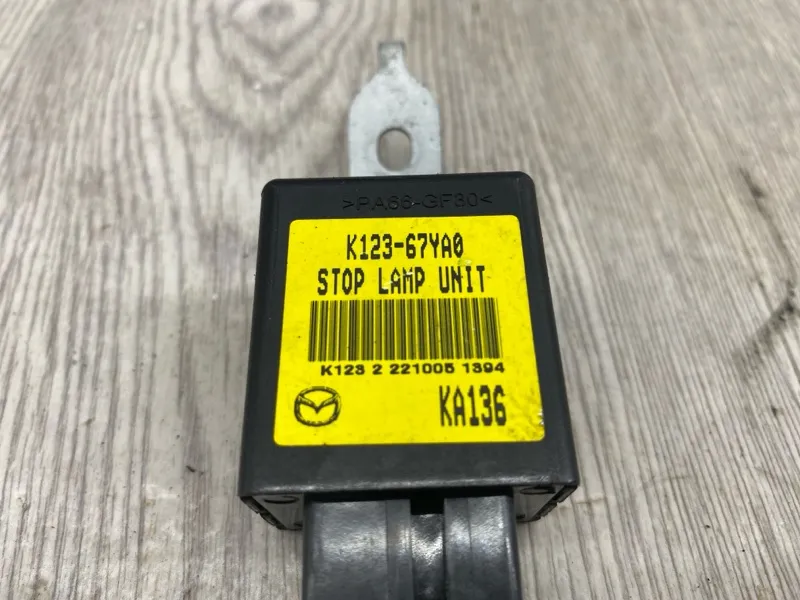 >PA66-GF30<
K123-67YA0
STOP LAMP UNIT
K123 2 221005 1394
KA136